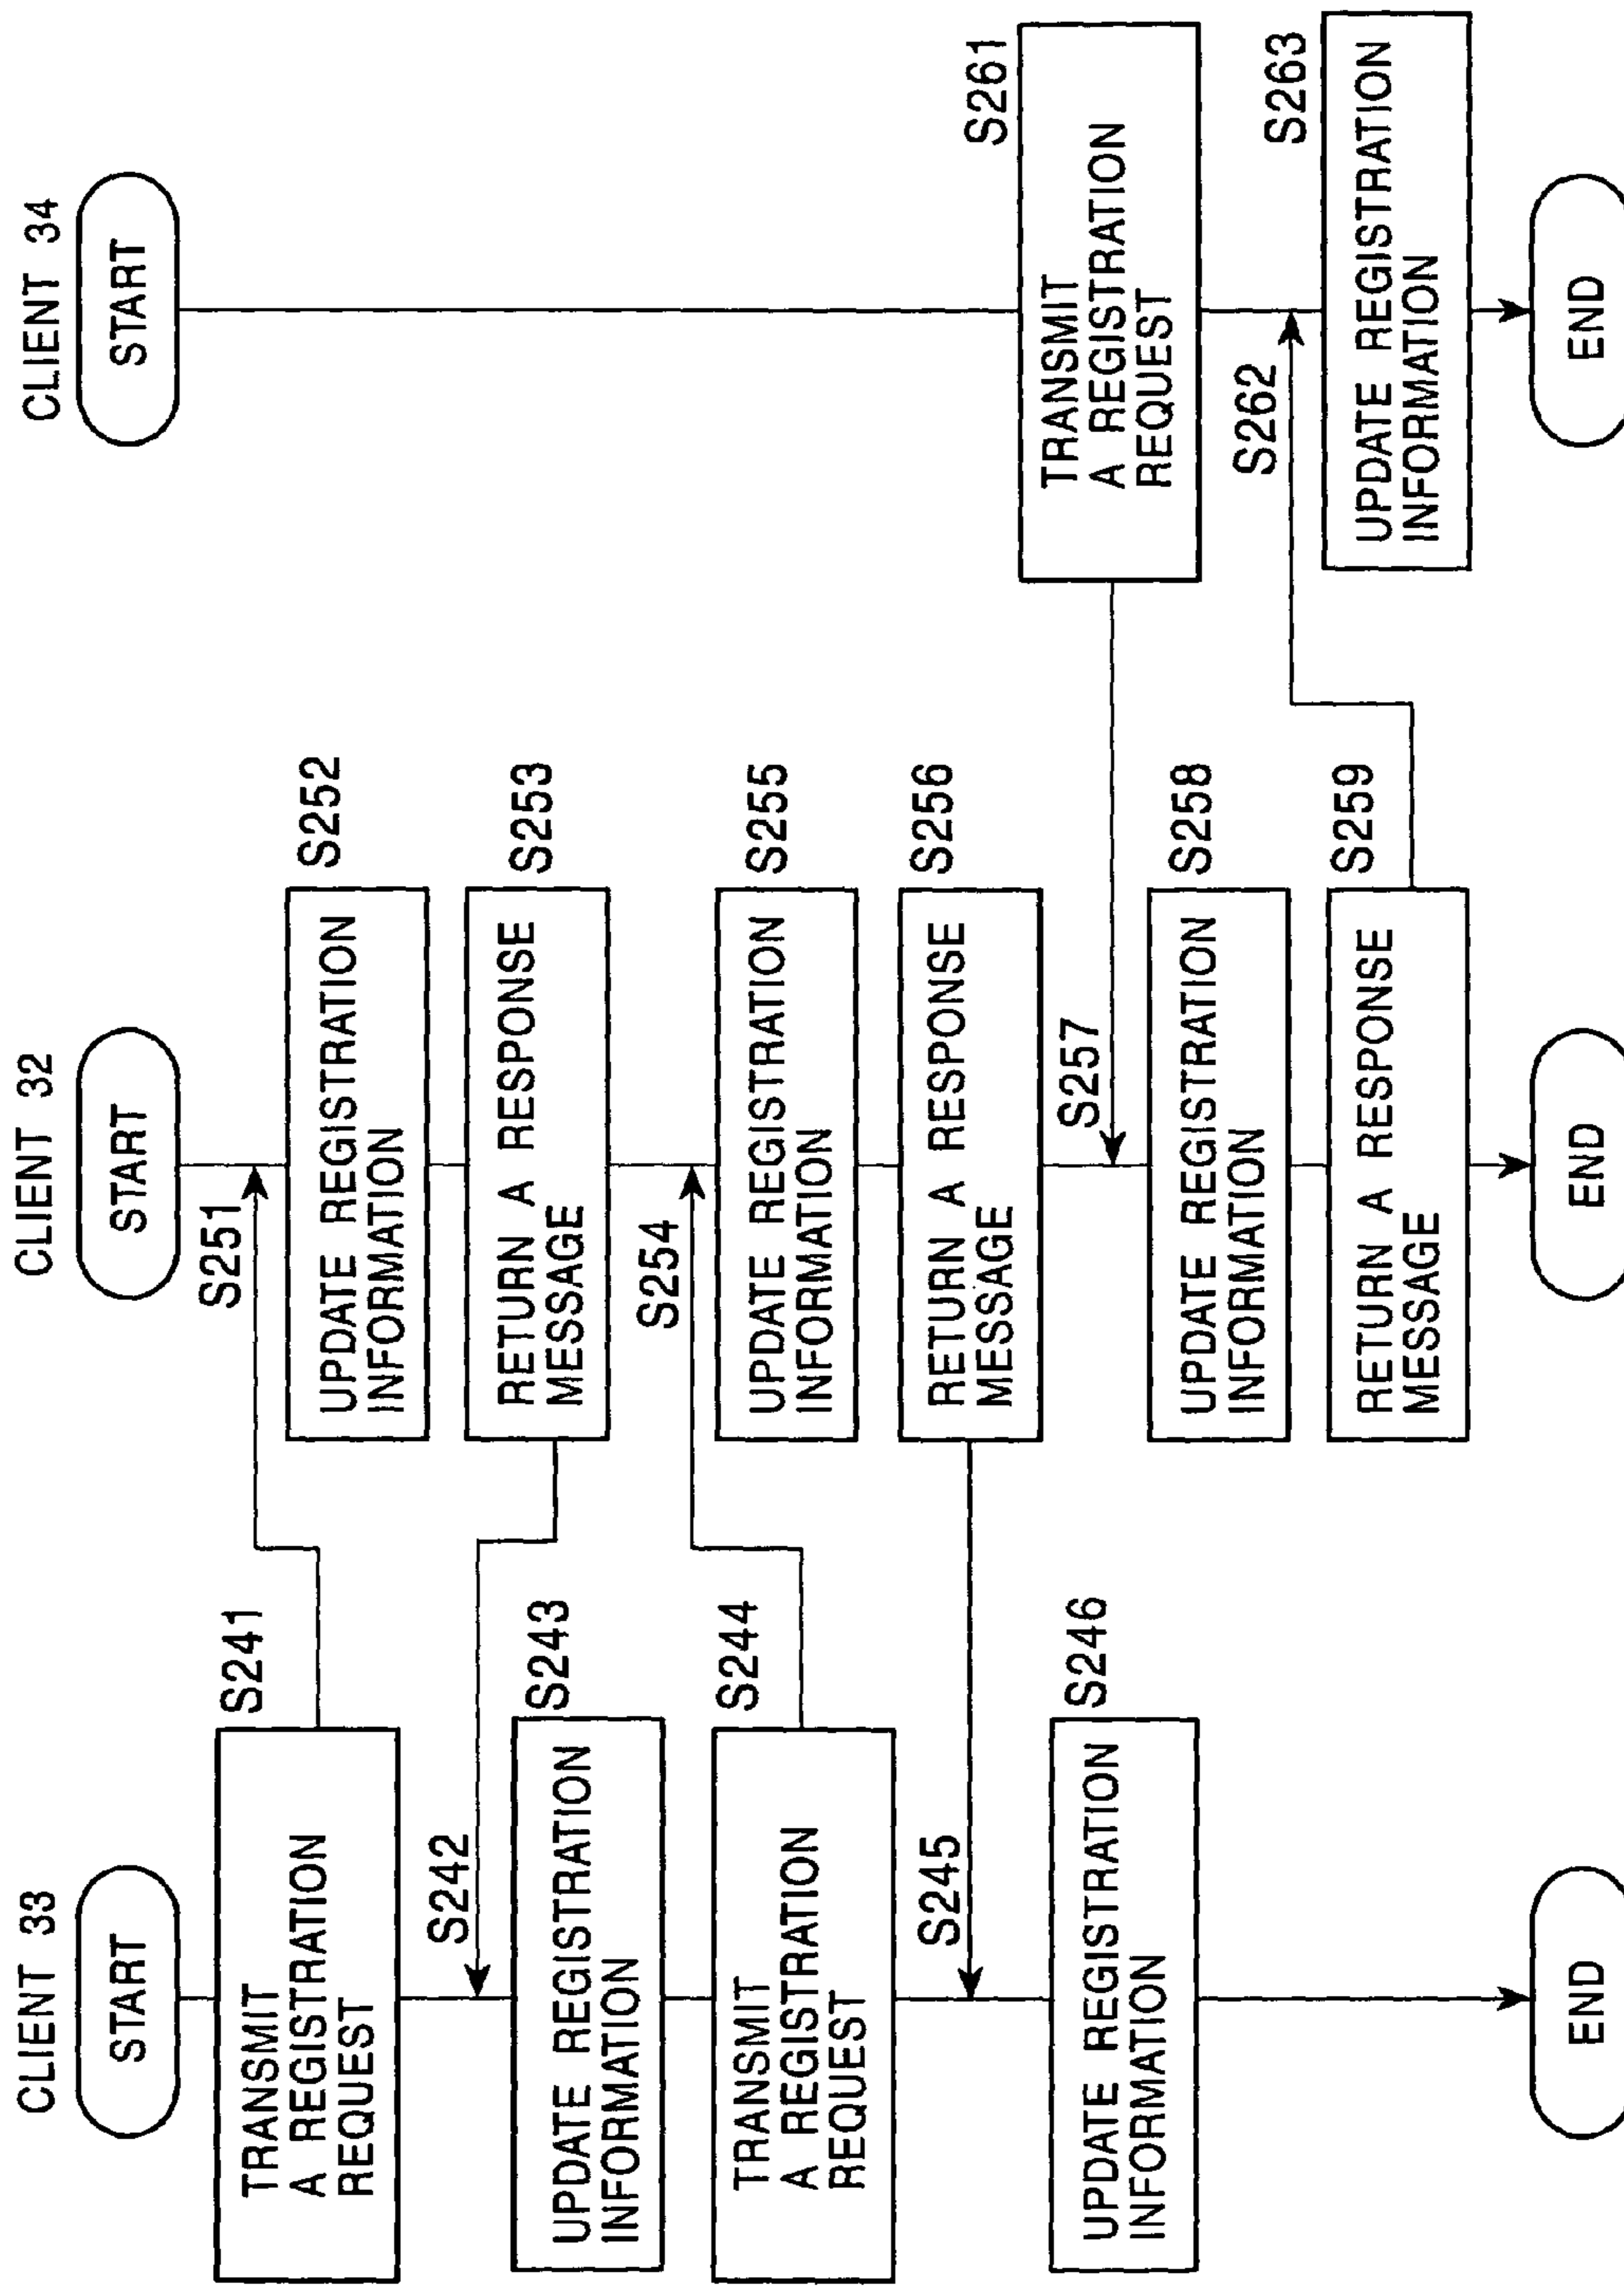 CLIENT 33
START
S241
TRANSMIT
A REGISTRATION
REQUEST
S242
S243
UPDATE REGISTRATION
INFORMATION
S244
TRANSMIT
A REGISTRATION
REQUEST
S245
S246
UPDATE REGISTRATION
INFORMATION
END
CLIENT 32
START
S251
S252
UPDATE REGISTRATION
INFORMATION
S253
RETURN A RESPONSE
MESSAGE
S254
S255
UPDATE REGISTRATION
INFORMATION
S256
RETURN A RESPONSE
MESSAGE
S257
S258
UPDATE REGISTRATION
INFORMATION
S259
RETURN A RESPONSE
MESSAGE
END
CLIENT 34
START
S261
TRANSMIT
A REGISTRATION
REQUEST
S262
S263
UPDATE REGISTRATION
INFORMATION
END